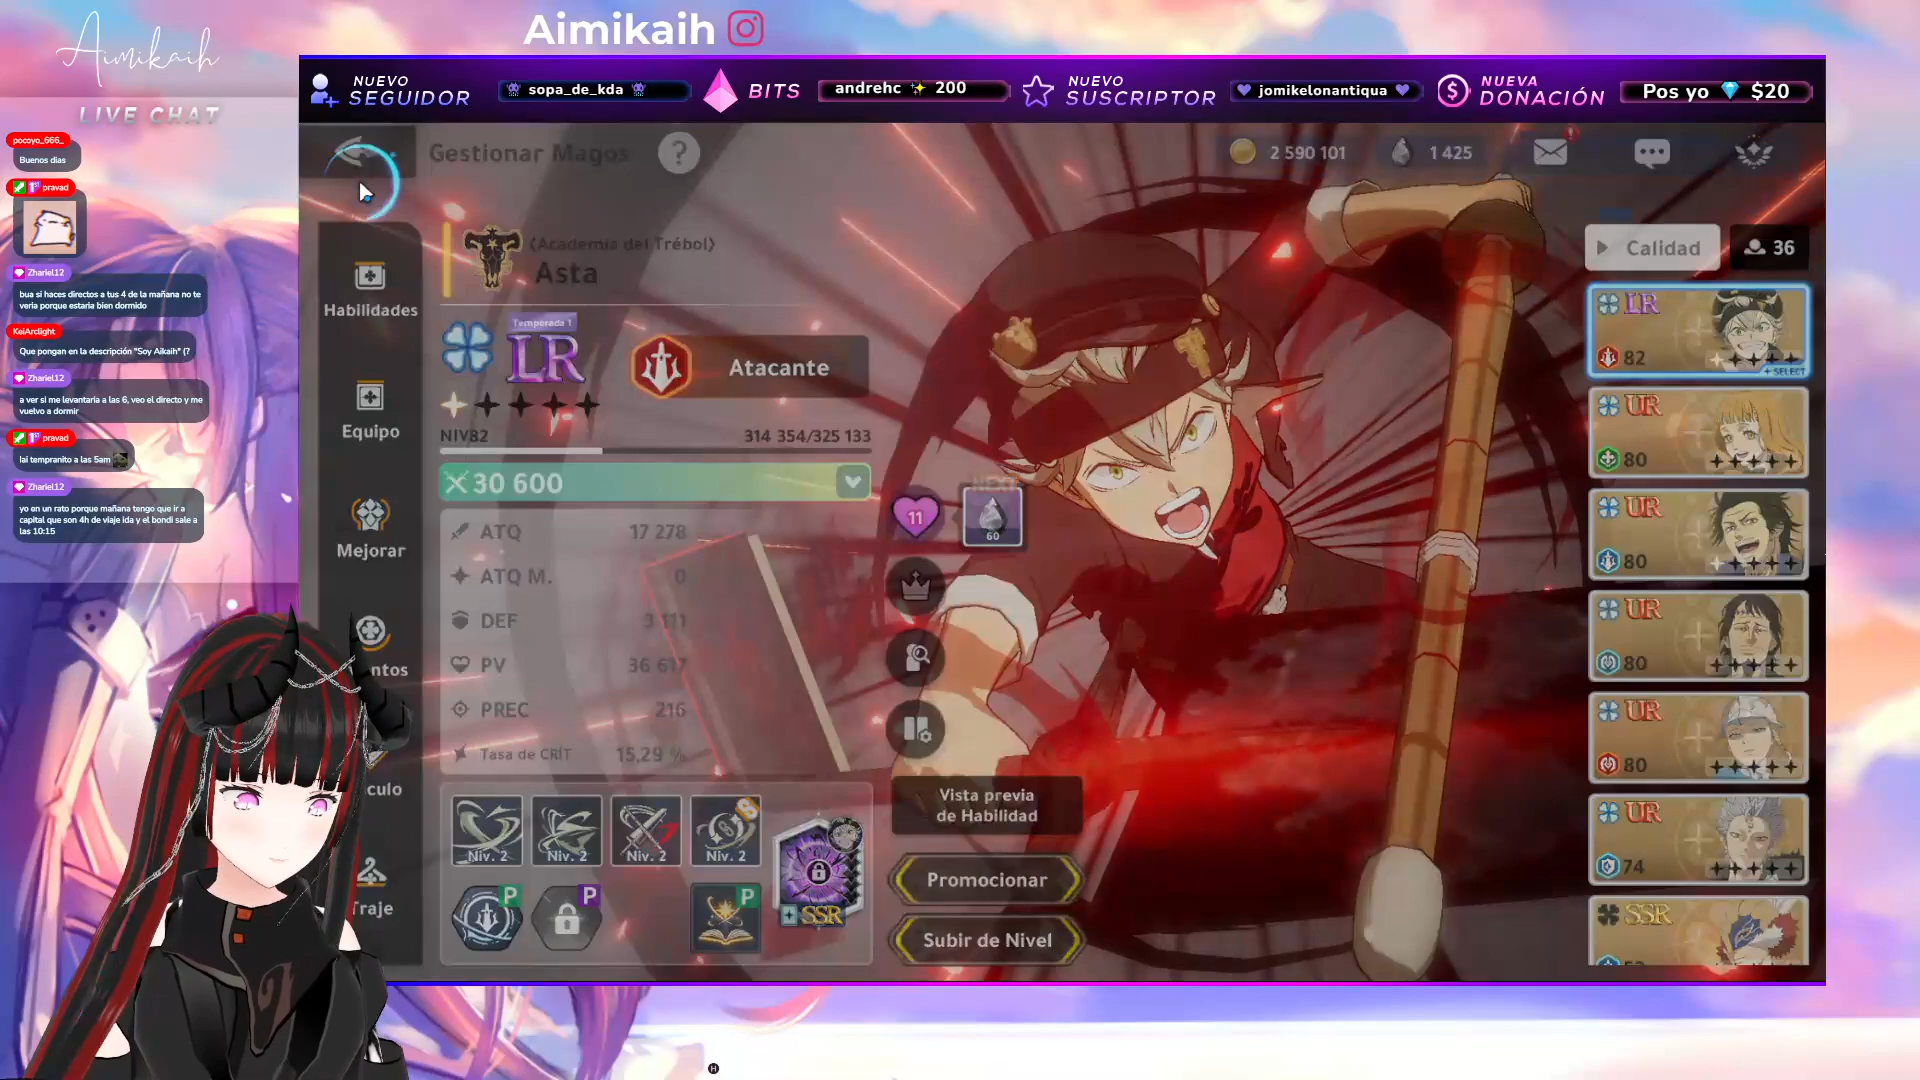 Aimikaih
Aimikaih
LIVE CHAT
NUEVO
SEGUIDOR
sopa_de_kda
BITS
andrehc
200
NUEVO
SUSCRIPTOR
jomikelonantiqua
NUEVA
DONACIÓN
Pos yo
$20
pocoyo_666_
Buenos dias
pravad
Zhariel12
bua si haces directos a tus 4 de la mañana no te
veria porque estaria bien dormido
KeiArclight
Que pongan en la descripción "Soy Aikaih" (?
Zhariel12
a ver si me levantaria a las 6, veo el directo y me
vuelvo a dormir
pravad
lai tempranito a las 5am
Zhariel12
yo en un rato porque mañana tengo que ir a
capital que son 4h de viaje ida y el bondi sale a
las 10:15
Gestionar Magos
?
2 590 101
1 425
Habilidades
Equipo
Mejorar
ntos
culo
Traje
(Academia del Trébol)
Asta
Temporada 1
LR
Atacante
NIV82
314 354/325 133
30 600
ATQ 17 278
ATQ M. 0
DEF 3 111
PV 36 617
PREC 216
Tasa de CRÍT 15,29 %
Niv. 2
Niv. 2
Niv. 2
Niv. 2
P
P
P
SSR
11
NEXT
60
Vista previa
de Habilidad
Promocionar
Subir de Nivel
Calidad
36
LR
82
+ SELECT
UR
80
UR
80
UR
80
UR
80
UR
74
SSR